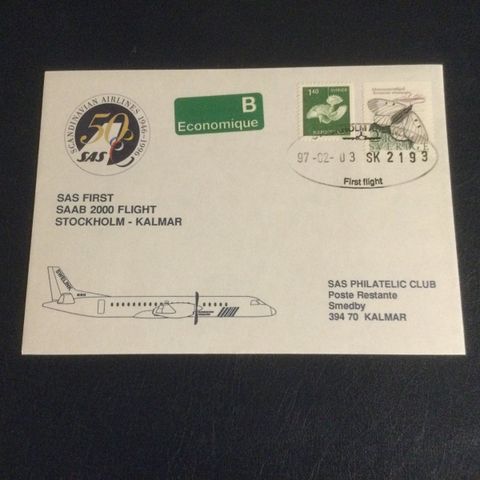 SCANDINAVIAN AIRLINES 1946-1996
50
SAS
B
Economique
1.40 SVERIGE
SVERIGE
97-02-03 SK 2193
First flight
SAS FIRST
SAAB 2000 FLIGHT
STOCKHOLM - KALMAR
SWELINK
SAS PHILATELIC CLUB
Poste Restante
Smedby
394 70 KALMAR